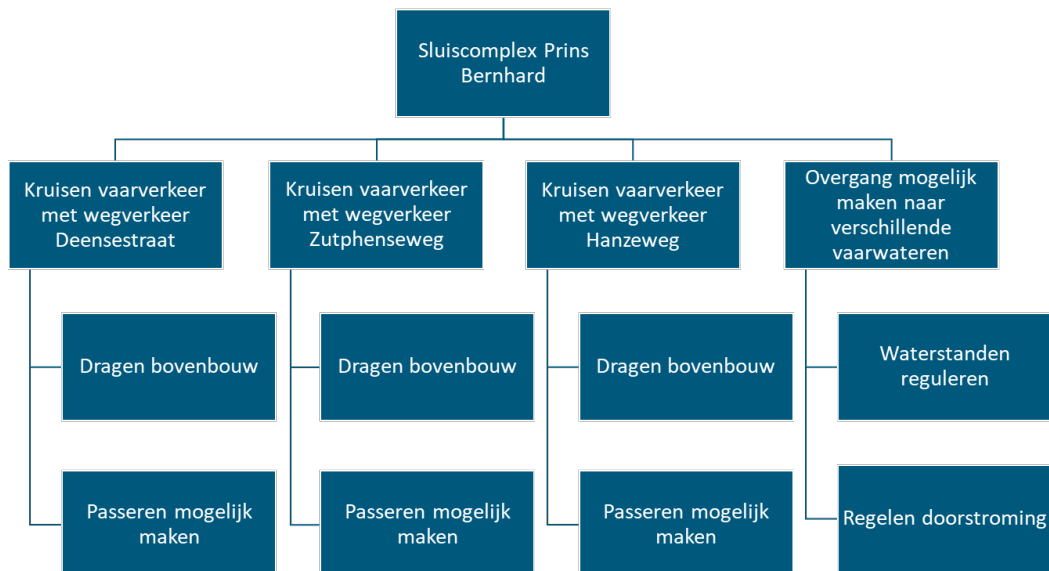 Sluiscomplex Prins
Bernhard
Kruisen vaarverkeer
met wegverkeer
Deensestraat
Kruisen vaarverkeer
met wegverkeer
Zutphenseweg
Kruisen vaarverkeer
met wegverkeer
Hanzeweg
Overgang mogelijk
maken naar
verschillende
vaarwateren
Dragen bovenbouw
Dragen bovenbouw
Dragen bovenbouw
Waterstanden
reguleren
Passeren mogelijk
maken
Passeren mogelijk
maken
Passeren mogelijk
maken
Regelen doorstroming